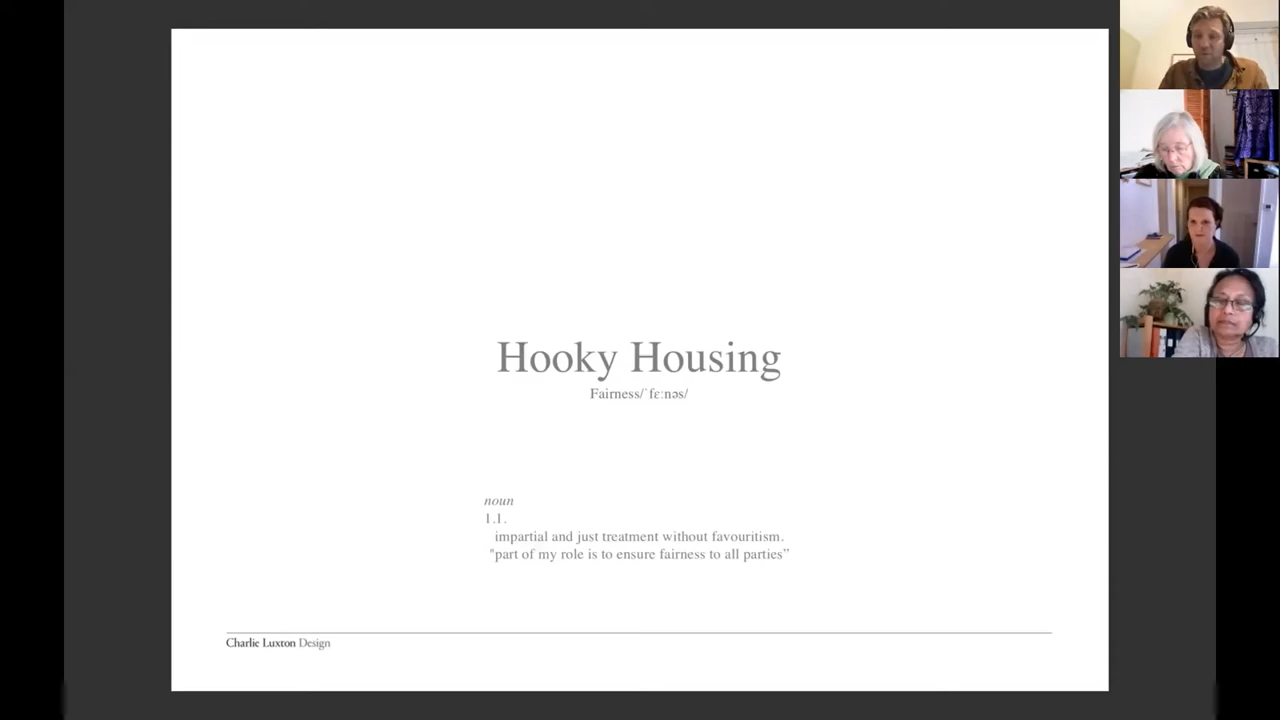 Hooky Housing
Fairness/ˈfɛːnəs/
noun
1.1.
impartial and just treatment without favouritism.
"part of my role is to ensure fairness to all parties”
Charlie Luxton Design